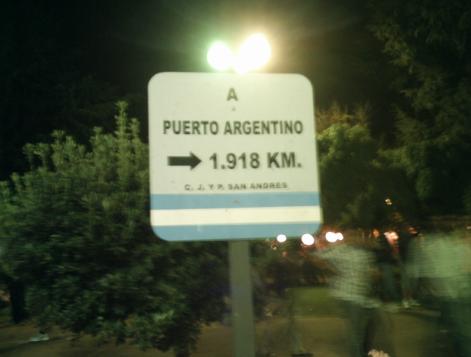 A
PUERTO ARGENTINO
1.918 KM.
C. J. Y P. SAN ANDRES